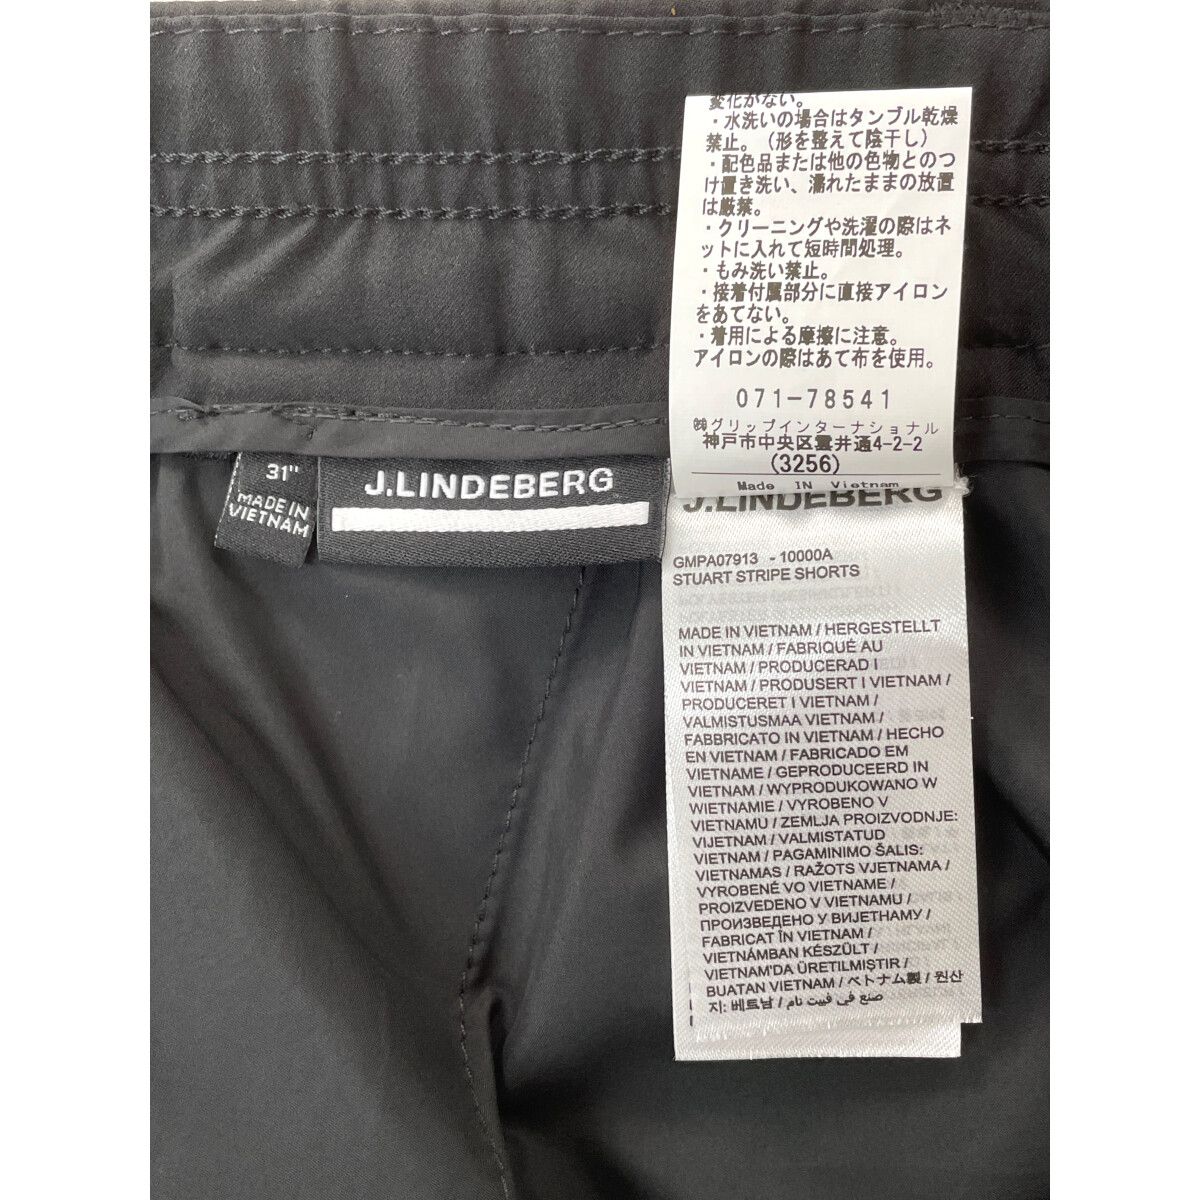 変化がない。
・水洗いの場合はタンブル乾燥
禁止。（形を整えて陰干し）
・配色品または他の色物とのつ
け置き洗い、濡れたままの放置
は厳禁。
・クリーニングや洗濯の際はネ
ットに入れて短時間処理。
・もみ洗い禁止。
・接着付属部分に直接アイロン
をあてない。
・着用による摩擦に注意。
アイロンの際はあて布を使用。
071-78541
㈱グリップインターナショナル
神戸市中央区雲井通4-2-2
(3256)
Made IN Vietnam
31"
MADE IN
VIETNAM
J.LINDEBERG
J.LINDEBERG
GMPA07913 - 10000A
STUART STRIPE SHORTS
MADE IN VIETNAM / HERGESTELLT
IN VIETNAM / FABRIQUÉ AU
VIETNAM / PRODUCERAD I
VIETNAM / PRODUSERT I VIETNAM /
PRODUCERET I VIETNAM /
VALMISTUSMAA VIETNAM /
FABBRICATO IN VIETNAM / HECHO
EN VIETNAM / FABRICADO EM
VIETNAME / GEPRODUCEERD IN
VIETNAM / WYPRODUKOWANO W
WIETNAMIE / VYROBENO V
VIETNAMU / ZEMLJA PROIZVODNJE:
VIJETNAM / VALMISTATUD
VIETNAM / PAGAMINIMO ŠALIS:
VIETNAMAS / RAŽOTS VJETNAMA /
VYROBENÉ VO VIETNAME /
PROIZVEDENO V VIETNAMU /
ПРОИЗВЕДЕНО У ВИЈЕТНАМУ /
FABRICAT ÎN VIETNAM /
VIETNÁMBAN KÉSZÜLT /
VIETNAM'DA ÜRETILMIŞTIR /
BUATAN VIETNAM / ベトナム製 / 원산
지: 베트남 / صنع في فييت نام